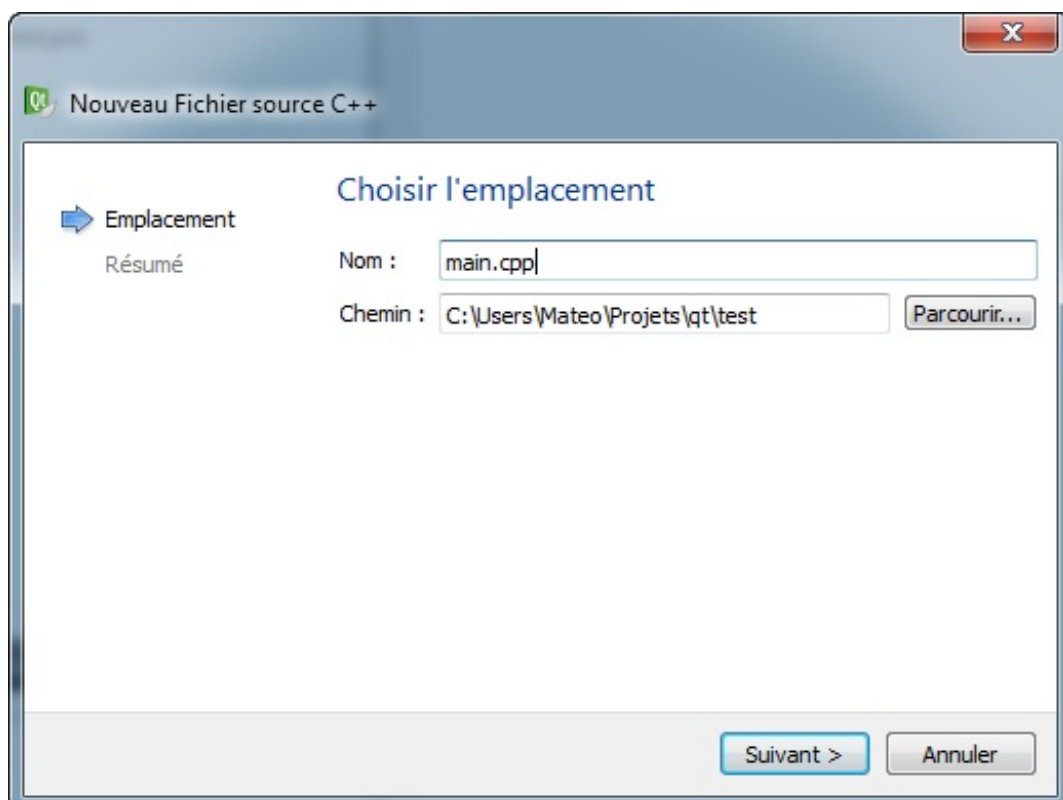 Nouveau Fichier source C++
Choisir l'emplacement
Emplacement
Résumé
Nom : main.cpp
Chemin : C:\Users\Mateo\Projets\qt\test Parcourir...
Suivant > Annuler